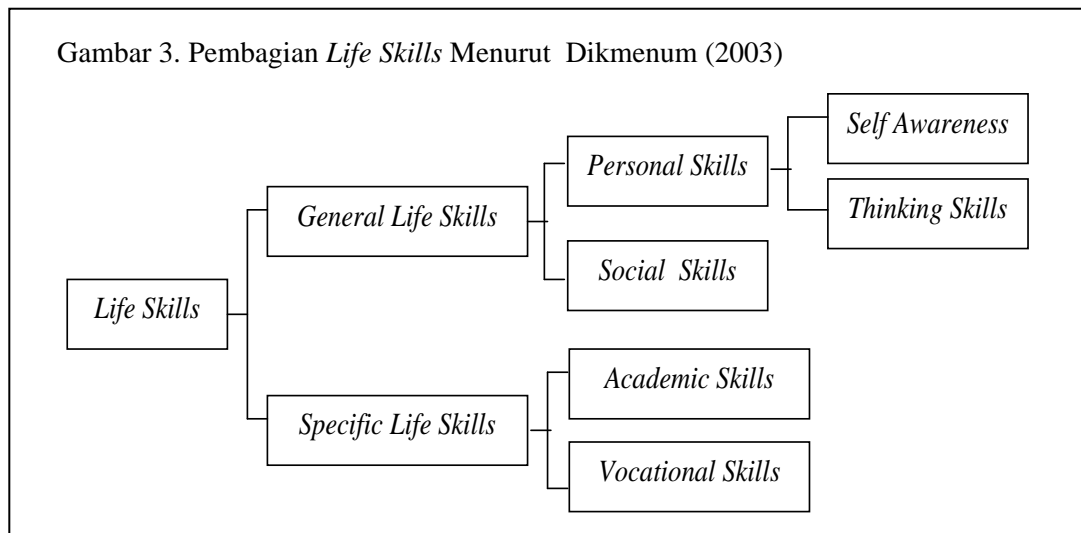 Gambar 3. Pembagian Life Skills Menurut Dikmenum (2003)
Self Awareness
Personal Skills
Thinking Skills
General Life Skills
Social Skills
Life Skills
Academic Skills
Specific Life Skills
Vocational Skills